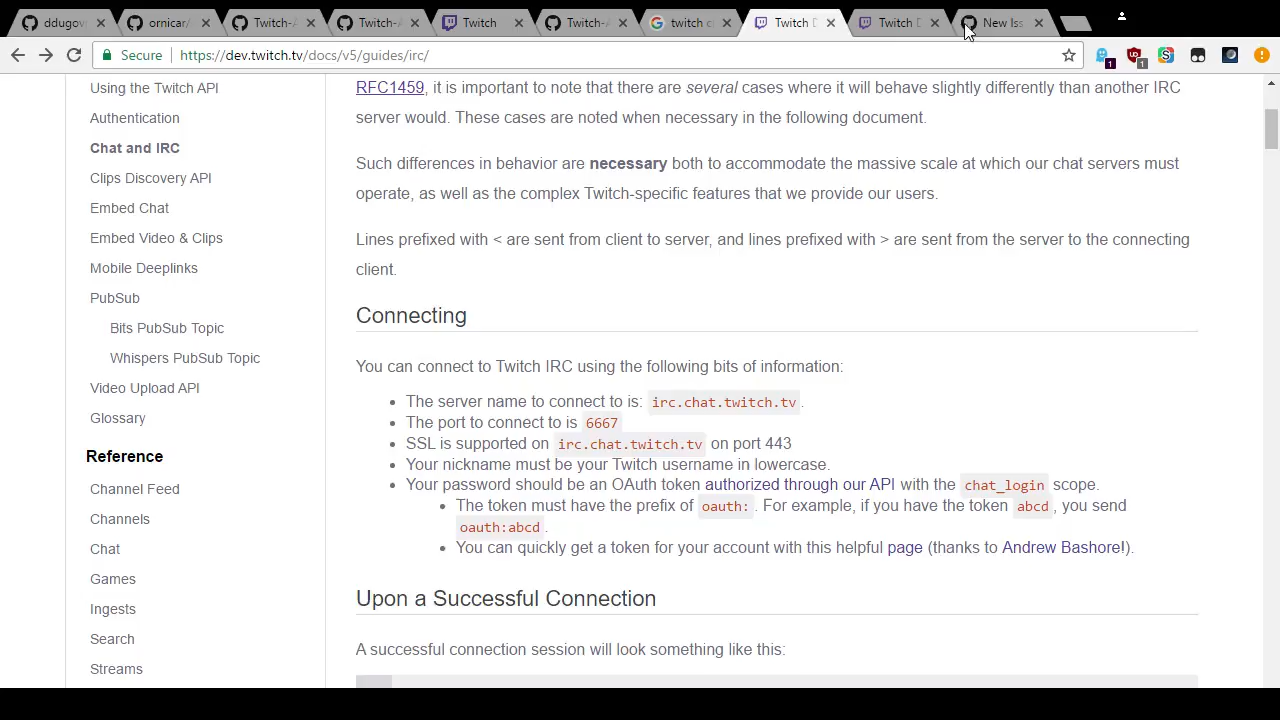 ddugov
ornicar/
Twitch-A
Twitch-A
Twitch
Twitch-A
twitch c
Twitch D
Twitch D
New Iss
Secure
https://dev.twitch.tv/docs/v5/guides/irc/
1
1
Using the Twitch API
Authentication
Chat and IRC
Clips Discovery API
Embed Chat
Embed Video & Clips
Mobile Deeplinks
PubSub
Bits PubSub Topic
Whispers PubSub Topic
Video Upload API
Glossary
Reference
Channel Feed
Channels
Chat
Games
Ingests
Search
Streams
RFC1459, it is important to note that there are several cases where it will behave slightly differently than another IRC
server would. These cases are noted when necessary in the following document.
Such differences in behavior are necessary both to accommodate the massive scale at which our chat servers must
operate, as well as the complex Twitch-specific features that we provide our users.
Lines prefixed with < are sent from client to server, and lines prefixed with > are sent from the server to the connecting
client.
Connecting
You can connect to Twitch IRC using the following bits of information:
The server name to connect to is: irc.chat.twitch.tv.
The port to connect to is 6667
SSL is supported on irc.chat.twitch.tv on port 443
Your nickname must be your Twitch username in lowercase.
Your password should be an OAuth token authorized through our API with the chat_login scope.
The token must have the prefix of oauth:. For example, if you have the token abcd, you send
oauth:abcd.
You can quickly get a token for your account with this helpful page (thanks to Andrew Bashore!).
Upon a Successful Connection
A successful connection session will look something like this: